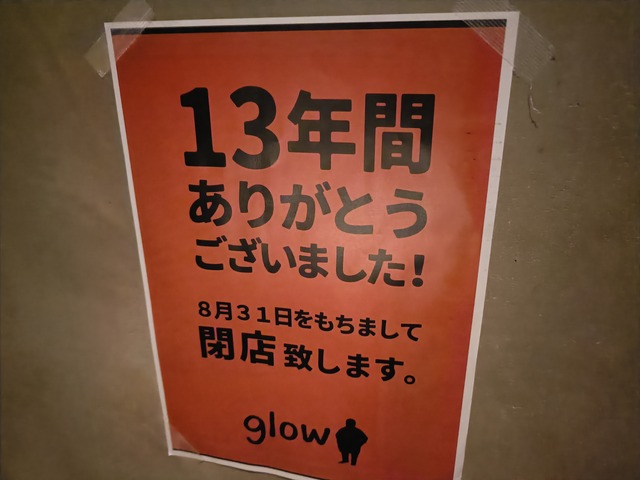 13年間
ありがとう
ございました!
８月３１日をもちまして
閉店致します。
glow